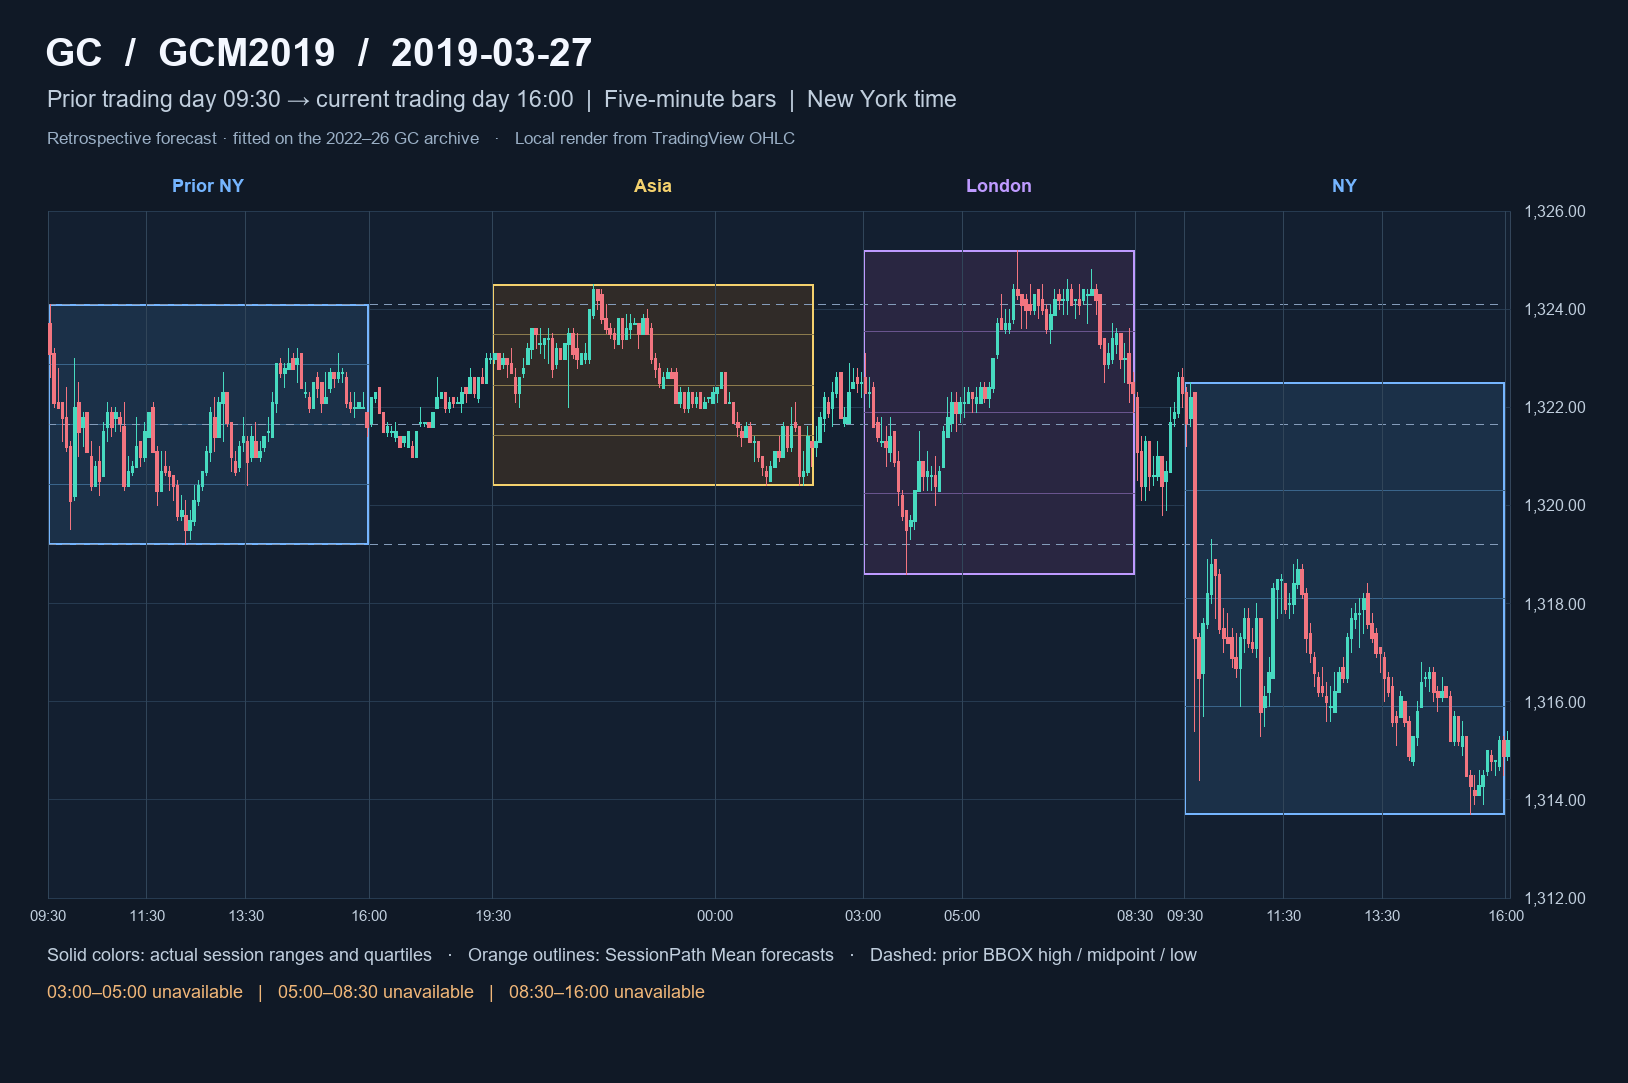 GC / GCM2019 / 2019-03-27
Prior trading day 09:30 → current trading day 16:00 | Five-minute bars | New York time
Retrospective forecast · fitted on the 2022–26 GC archive · Local render from TradingView OHLC
Prior NY Asia London NY
1,326.00
1,324.00
1,322.00
1,320.00
1,318.00
1,316.00
1,314.00
1,312.00
09:30 11:30 13:30 16:00 19:30 00:00 03:00 05:00 08:30 09:30 11:30 13:30 16:00
Solid colors: actual session ranges and quartiles · Orange outlines: SessionPath Mean forecasts · Dashed: prior BBOX high / midpoint / low
03:00–05:00 unavailable | 05:00–08:30 unavailable | 08:30–16:00 unavailable